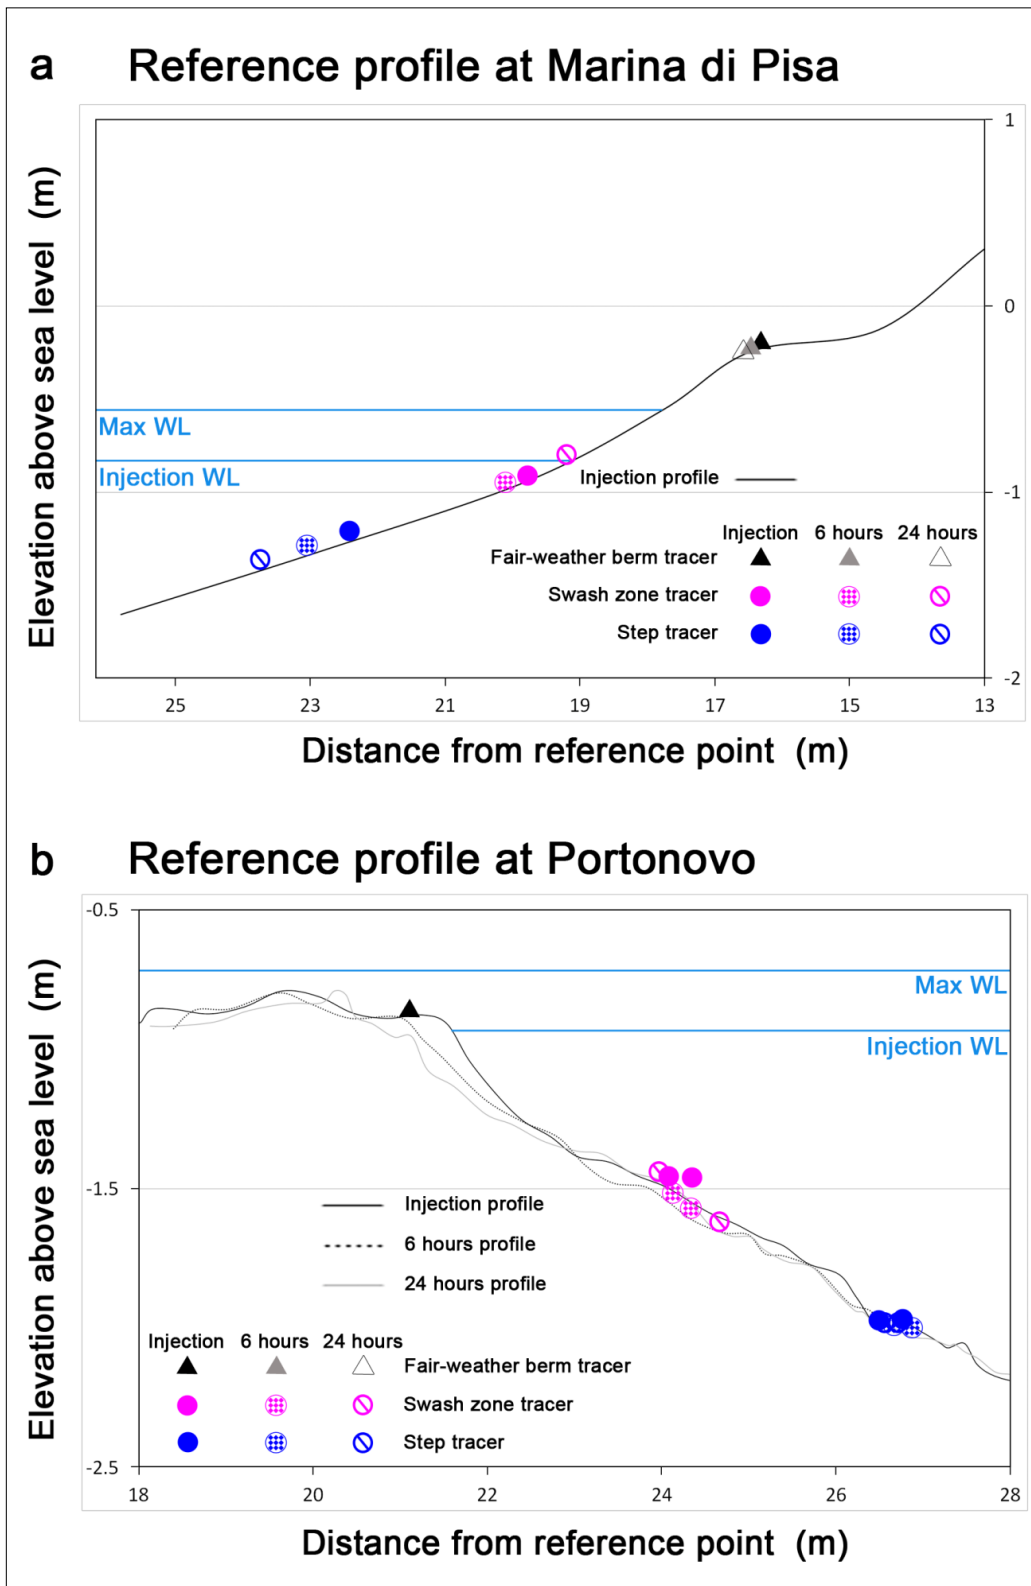 a Reference profile at Marina di Pisa
Elevation above sea level (m)
1
0
-1
-2
Max WL
Injection WL
Injection profile
Injection 6 hours 24 hours
Fair-weather berm tracer
Swash zone tracer
Step tracer
25 23 21 19 17 15 13
Distance from reference point (m)
b Reference profile at Portonovo
Elevation above sea level (m)
-0.5
Max WL
Injection WL
-1.5
Injection profile
6 hours profile
24 hours profile
Injection 6 hours 24 hours
Fair-weather berm tracer
Swash zone tracer
Step tracer
-2.5
18 20 22 24 26 28
Distance from reference point (m)